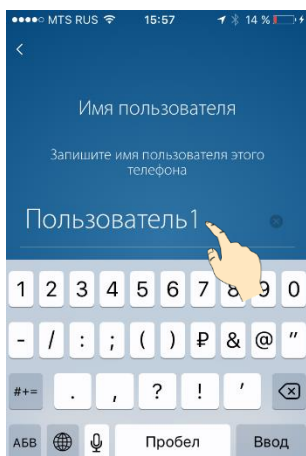 MTS RUS 15:57 14 %
Имя пользователя
Запишите имя пользователя этого
телефона
Пользователь1
1 2 3 4 5 6 7 8 9 0
- / : ; ( ) ₽ & @ "
#+= . , ? ! '
АБВ Пробел Ввод